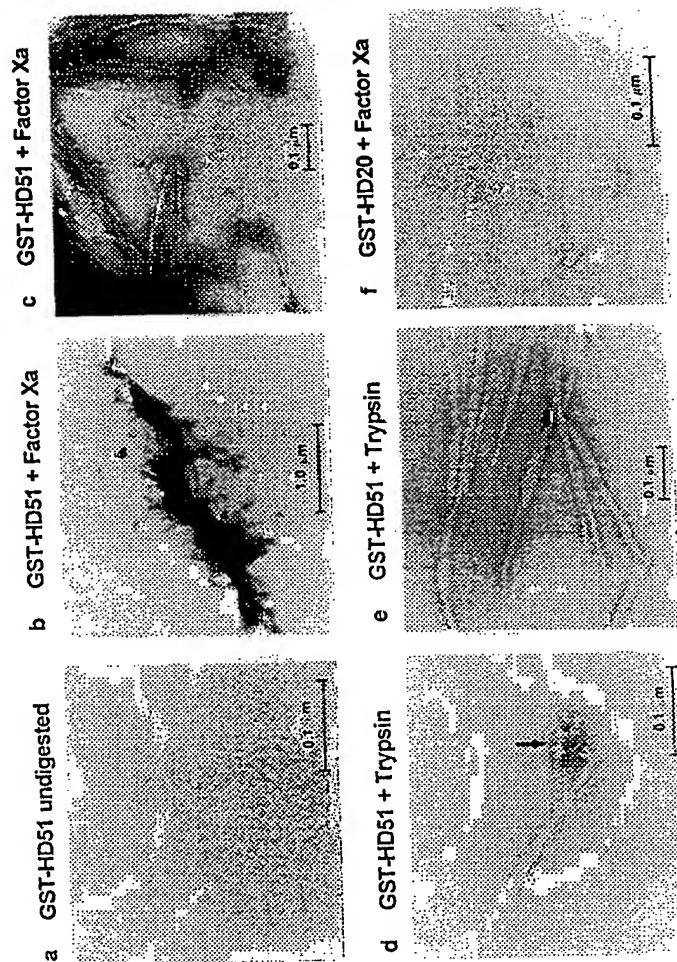 a GST-HD51 undigested
0.1 µm
b GST-HD51 + Factor Xa
1.0 µm
c GST-HD51 + Factor Xa
0.1 µm
d GST-HD51 + Trypsin
0.1 µm
e GST-HD51 + Trypsin
0.1 µm
f GST-HD20 + Factor Xa
0.1 µm